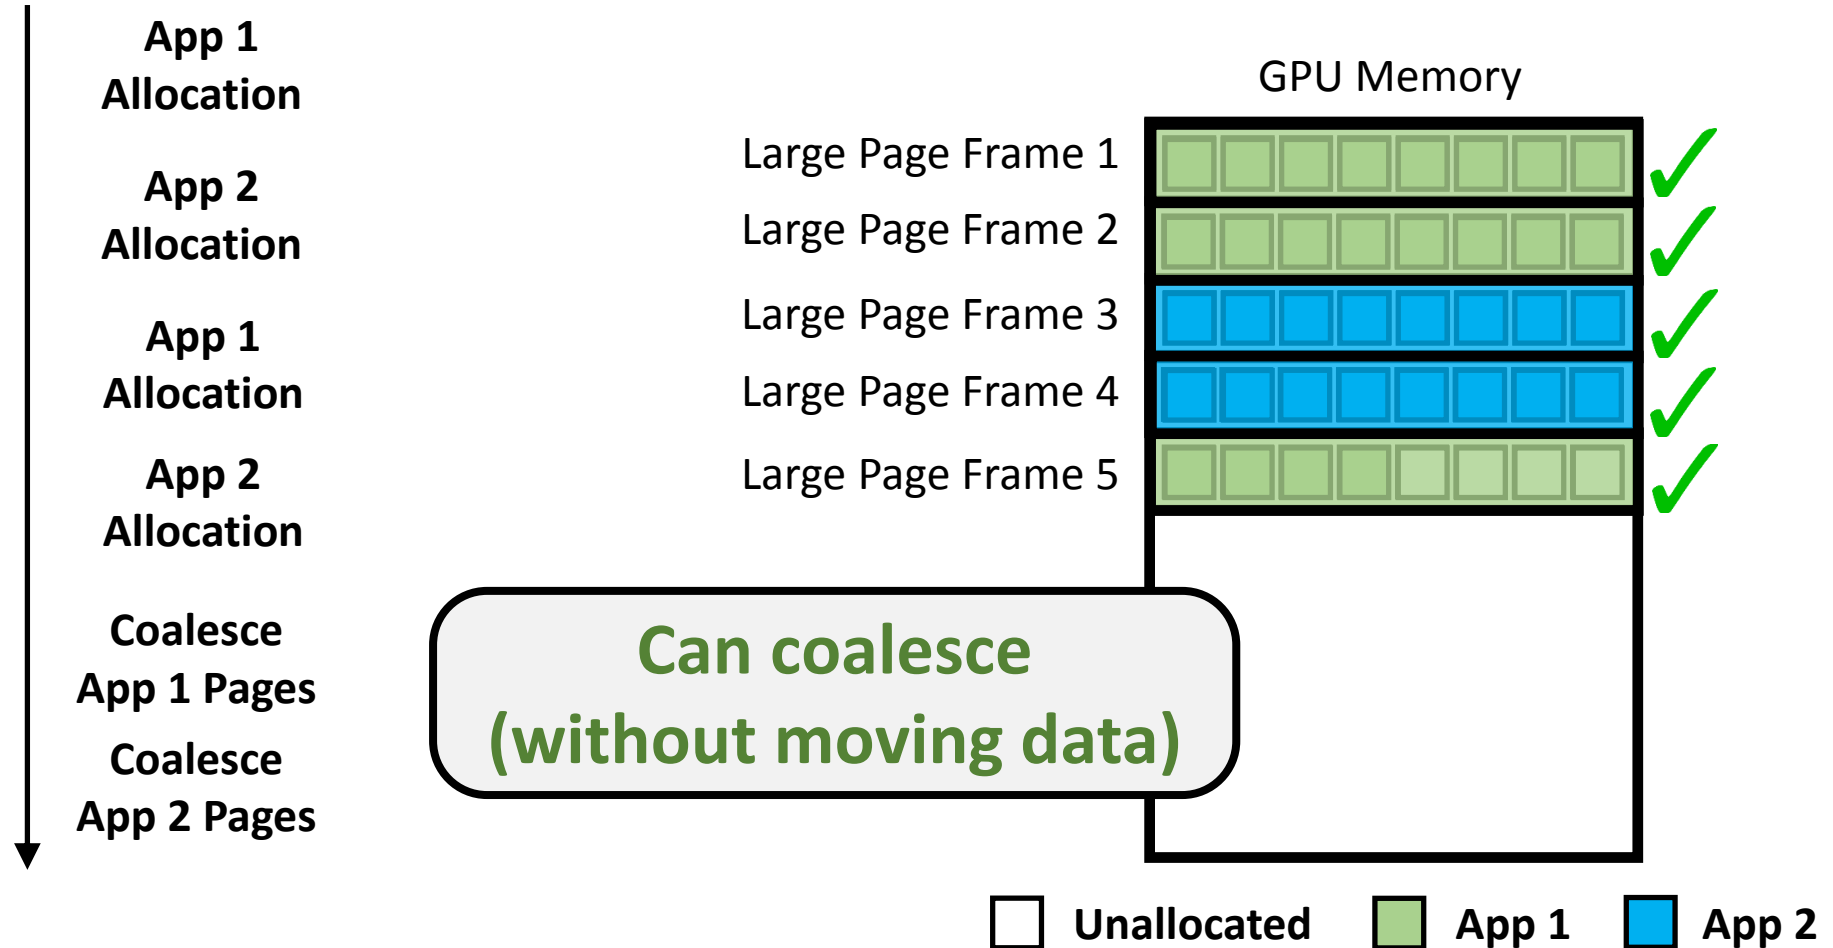 App 1
Allocation
App 2
Allocation
App 1
Allocation
App 2
Allocation
Coalesce
App 1 Pages
Coalesce
App 2 Pages
GPU Memory
Large Page Frame 1
Large Page Frame 2
Large Page Frame 3
Large Page Frame 4
Large Page Frame 5
Can coalesce
(without moving data)
Unallocated
App 1
App 2